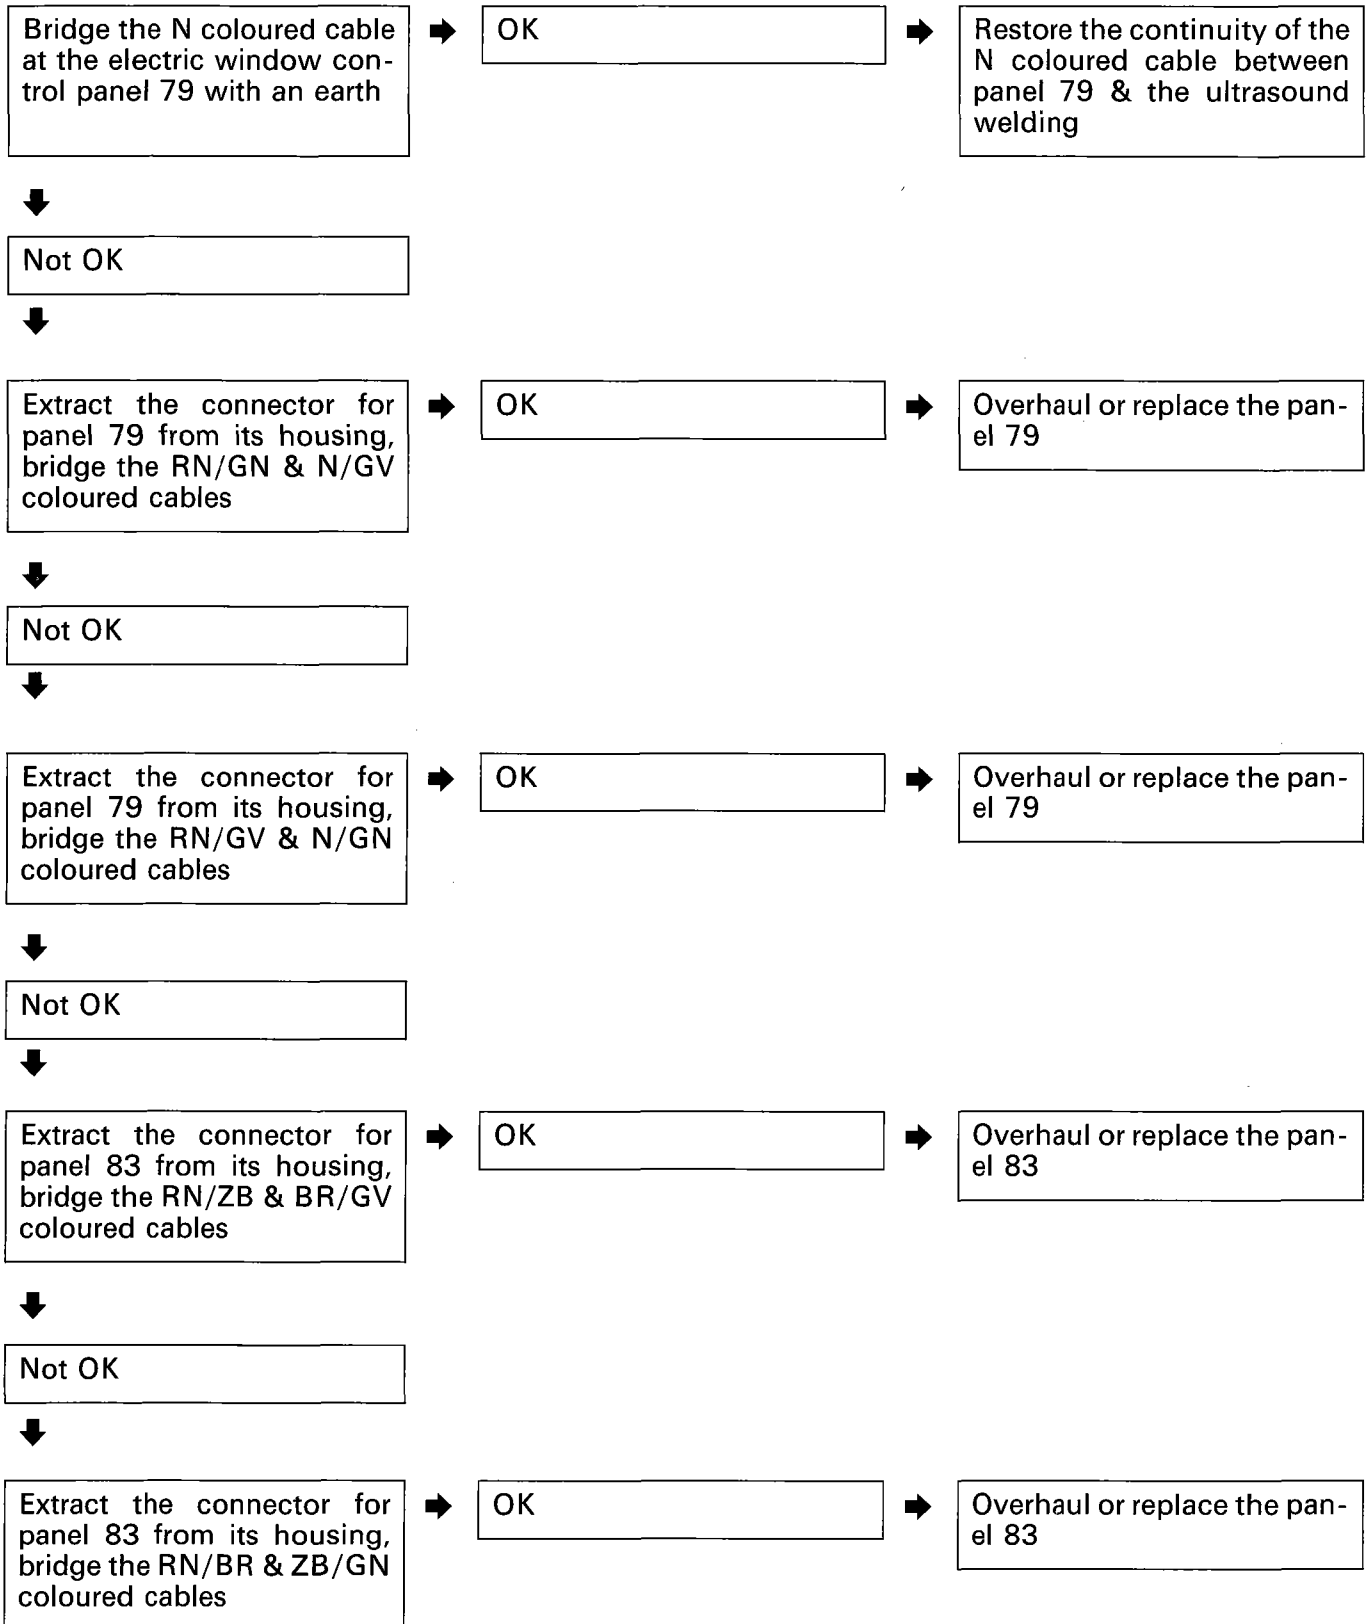 Bridge the N coloured cable
at the electric window con-
trol panel 79 with an earth
OK
Restore the continuity of the
N coloured cable between
panel 79 & the ultrasound
welding
Not OK
Extract the connector for
panel 79 from its housing,
bridge the RN/GN & N/GV
coloured cables
OK
Overhaul or replace the pan-
el 79
Not OK
Extract the connector for
panel 79 from its housing,
bridge the RN/GV & N/GN
coloured cables
OK
Overhaul or replace the pan-
el 79
Not OK
Extract the connector for
panel 83 from its housing,
bridge the RN/ZB & BR/GV
coloured cables
OK
Overhaul or replace the pan-
el 83
Not OK
Extract the connector for
panel 83 from its housing,
bridge the RN/BR & ZB/GN
coloured cables
OK
Overhaul or replace the pan-
el 83